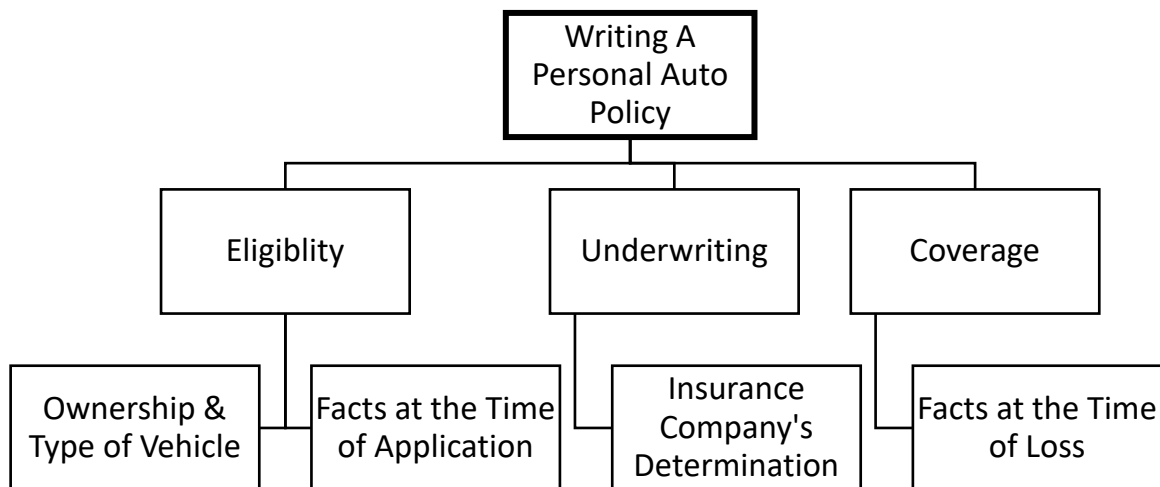 Writing A
Personal Auto
Policy
Eligiblity
Underwriting
Coverage
Ownership &
Type of Vehicle
Facts at the Time
of Application
Insurance
Company's
Determination
Facts at the Time
of Loss